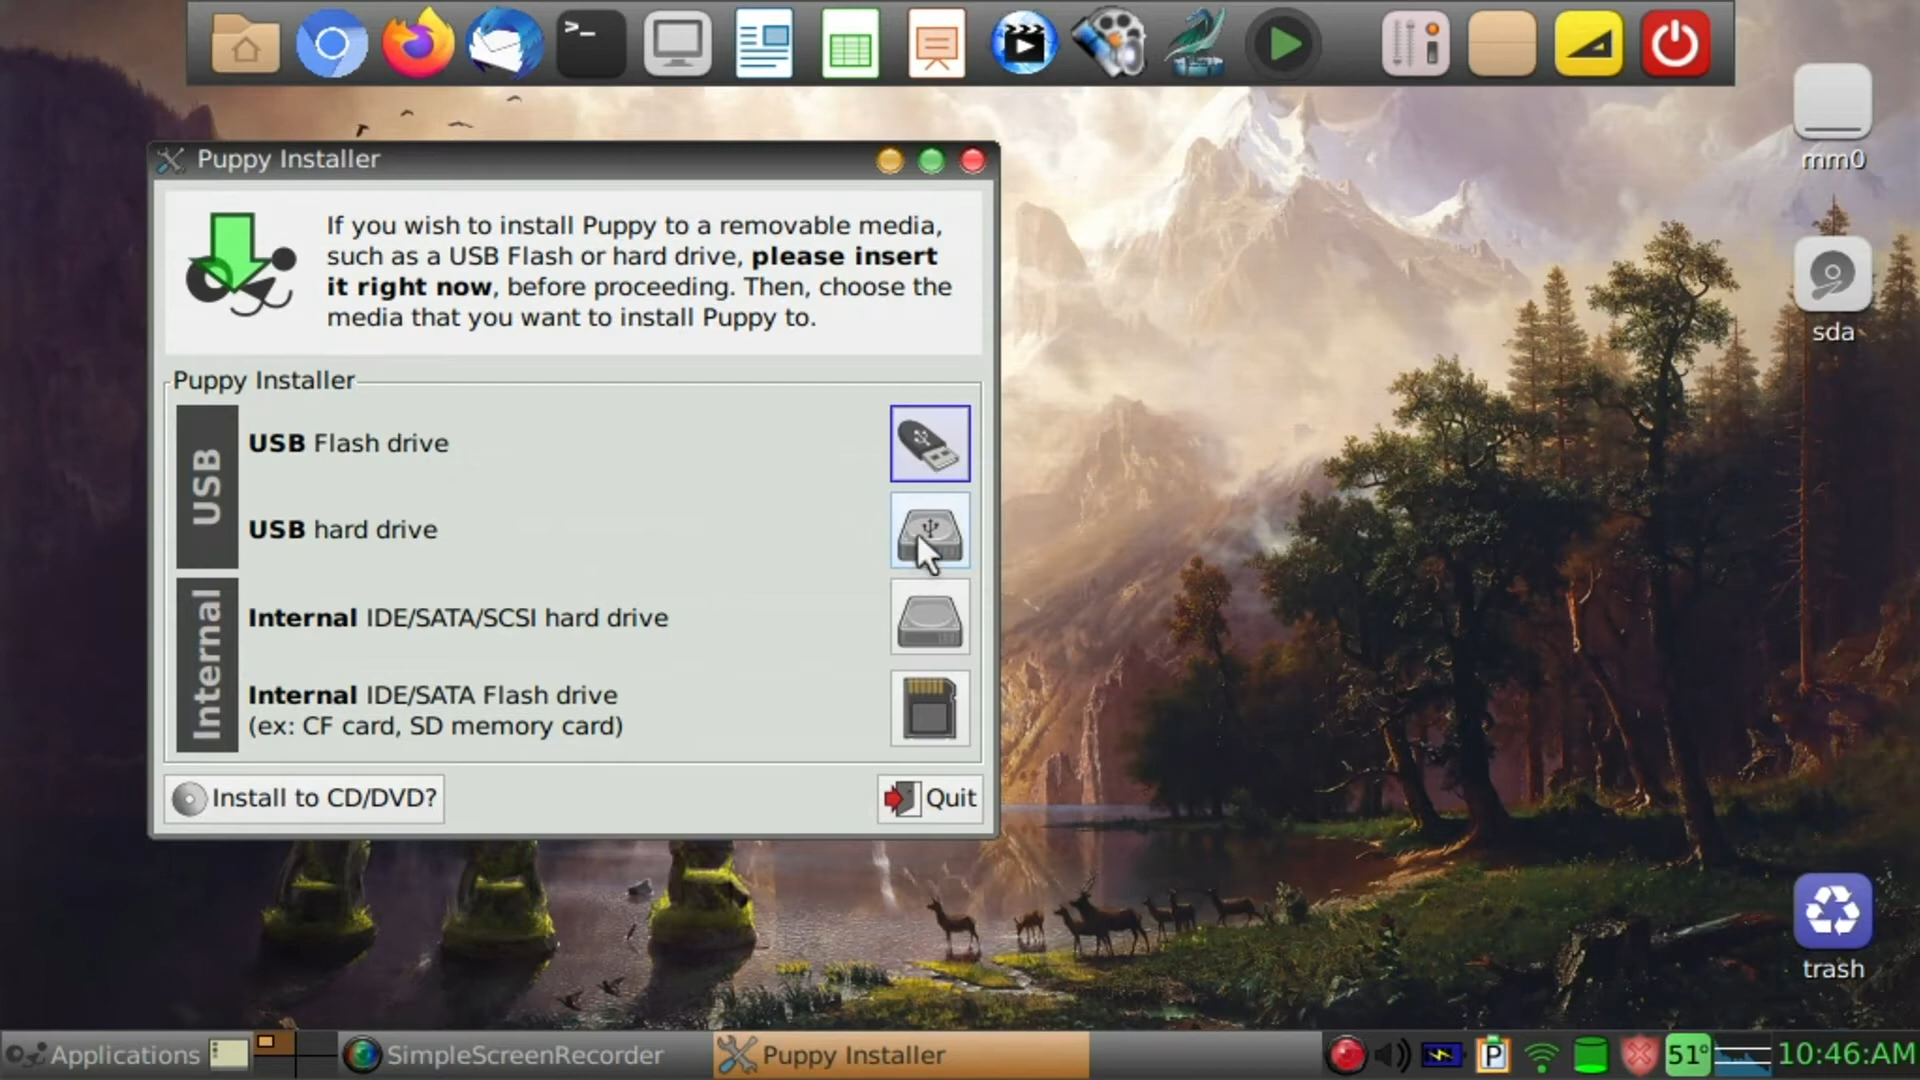 >_
mm0
sda
Puppy Installer
If you wish to install Puppy to a removable media,
such as a USB Flash or hard drive, please insert
it right now, before proceeding. Then, choose the
media that you want to install Puppy to.
Puppy Installer
USB
USB Flash drive
USB hard drive
Internal
Internal IDE/SATA/SCSI hard drive
Internal IDE/SATA Flash drive
(ex: CF card, SD memory card)
Install to CD/DVD?
Quit
trash
Applications
SimpleScreenRecorder
Puppy Installer
P
51°
10:46:AM